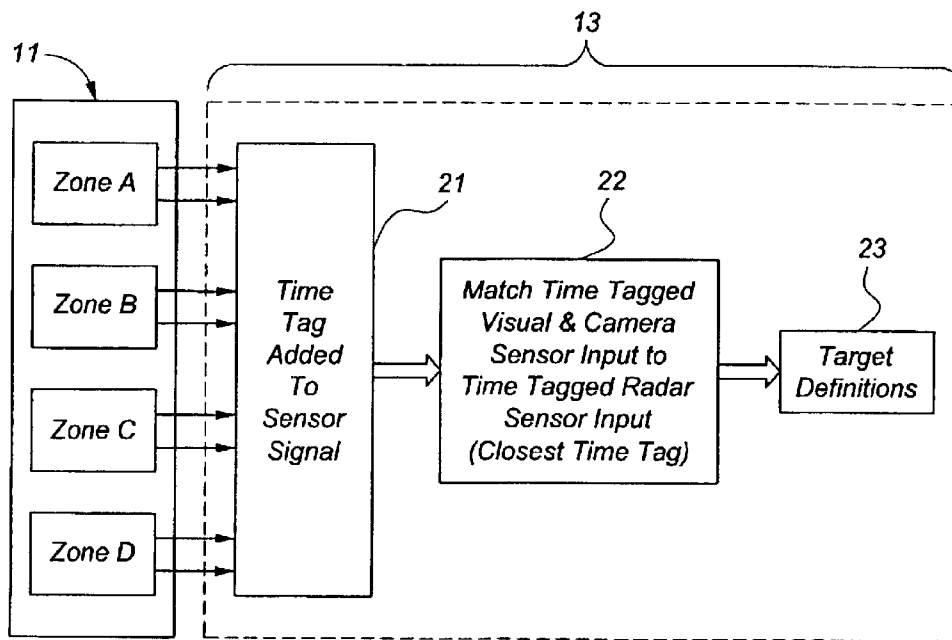 13
11
Zone A
Zone B
Zone C
Zone D
21
Time
Tag
Added
To
Sensor
Signal
22
Match Time Tagged
Visual & Camera
Sensor Input to
Time Tagged Radar
Sensor Input
(Closest Time Tag)
23
Target
Definitions